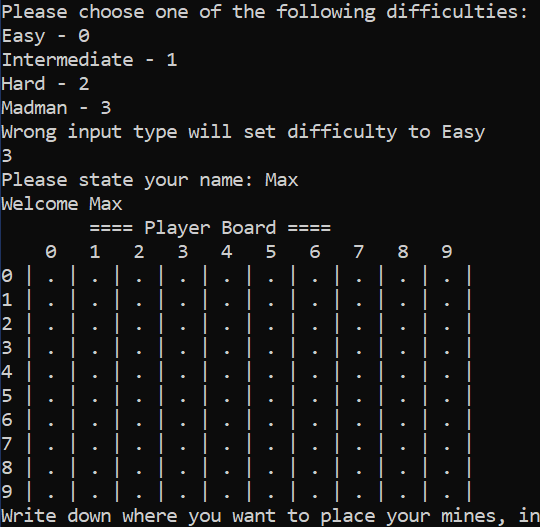 Please choose one of the following difficulties:
Easy - 0
Intermediate - 1
Hard - 2
Madman - 3
Wrong input type will set difficulty to Easy
3
Please state your name: Max
Welcome Max
==== Player Board ====
0 1 2 3 4 5 6 7 8 9
0 | . | . | . | . | . | . | . | . | . | . |
1 | . | . | . | . | . | . | . | . | . | . |
2 | . | . | . | . | . | . | . | . | . | . |
3 | . | . | . | . | . | . | . | . | . | . |
4 | . | . | . | . | . | . | . | . | . | . |
5 | . | . | . | . | . | . | . | . | . | . |
6 | . | . | . | . | . | . | . | . | . | . |
7 | . | . | . | . | . | . | . | . | . | . |
8 | . | . | . | . | . | . | . | . | . | . |
9 | . | . | . | . | . | . | . | . | . | . |
Write down where you want to place your mines, in